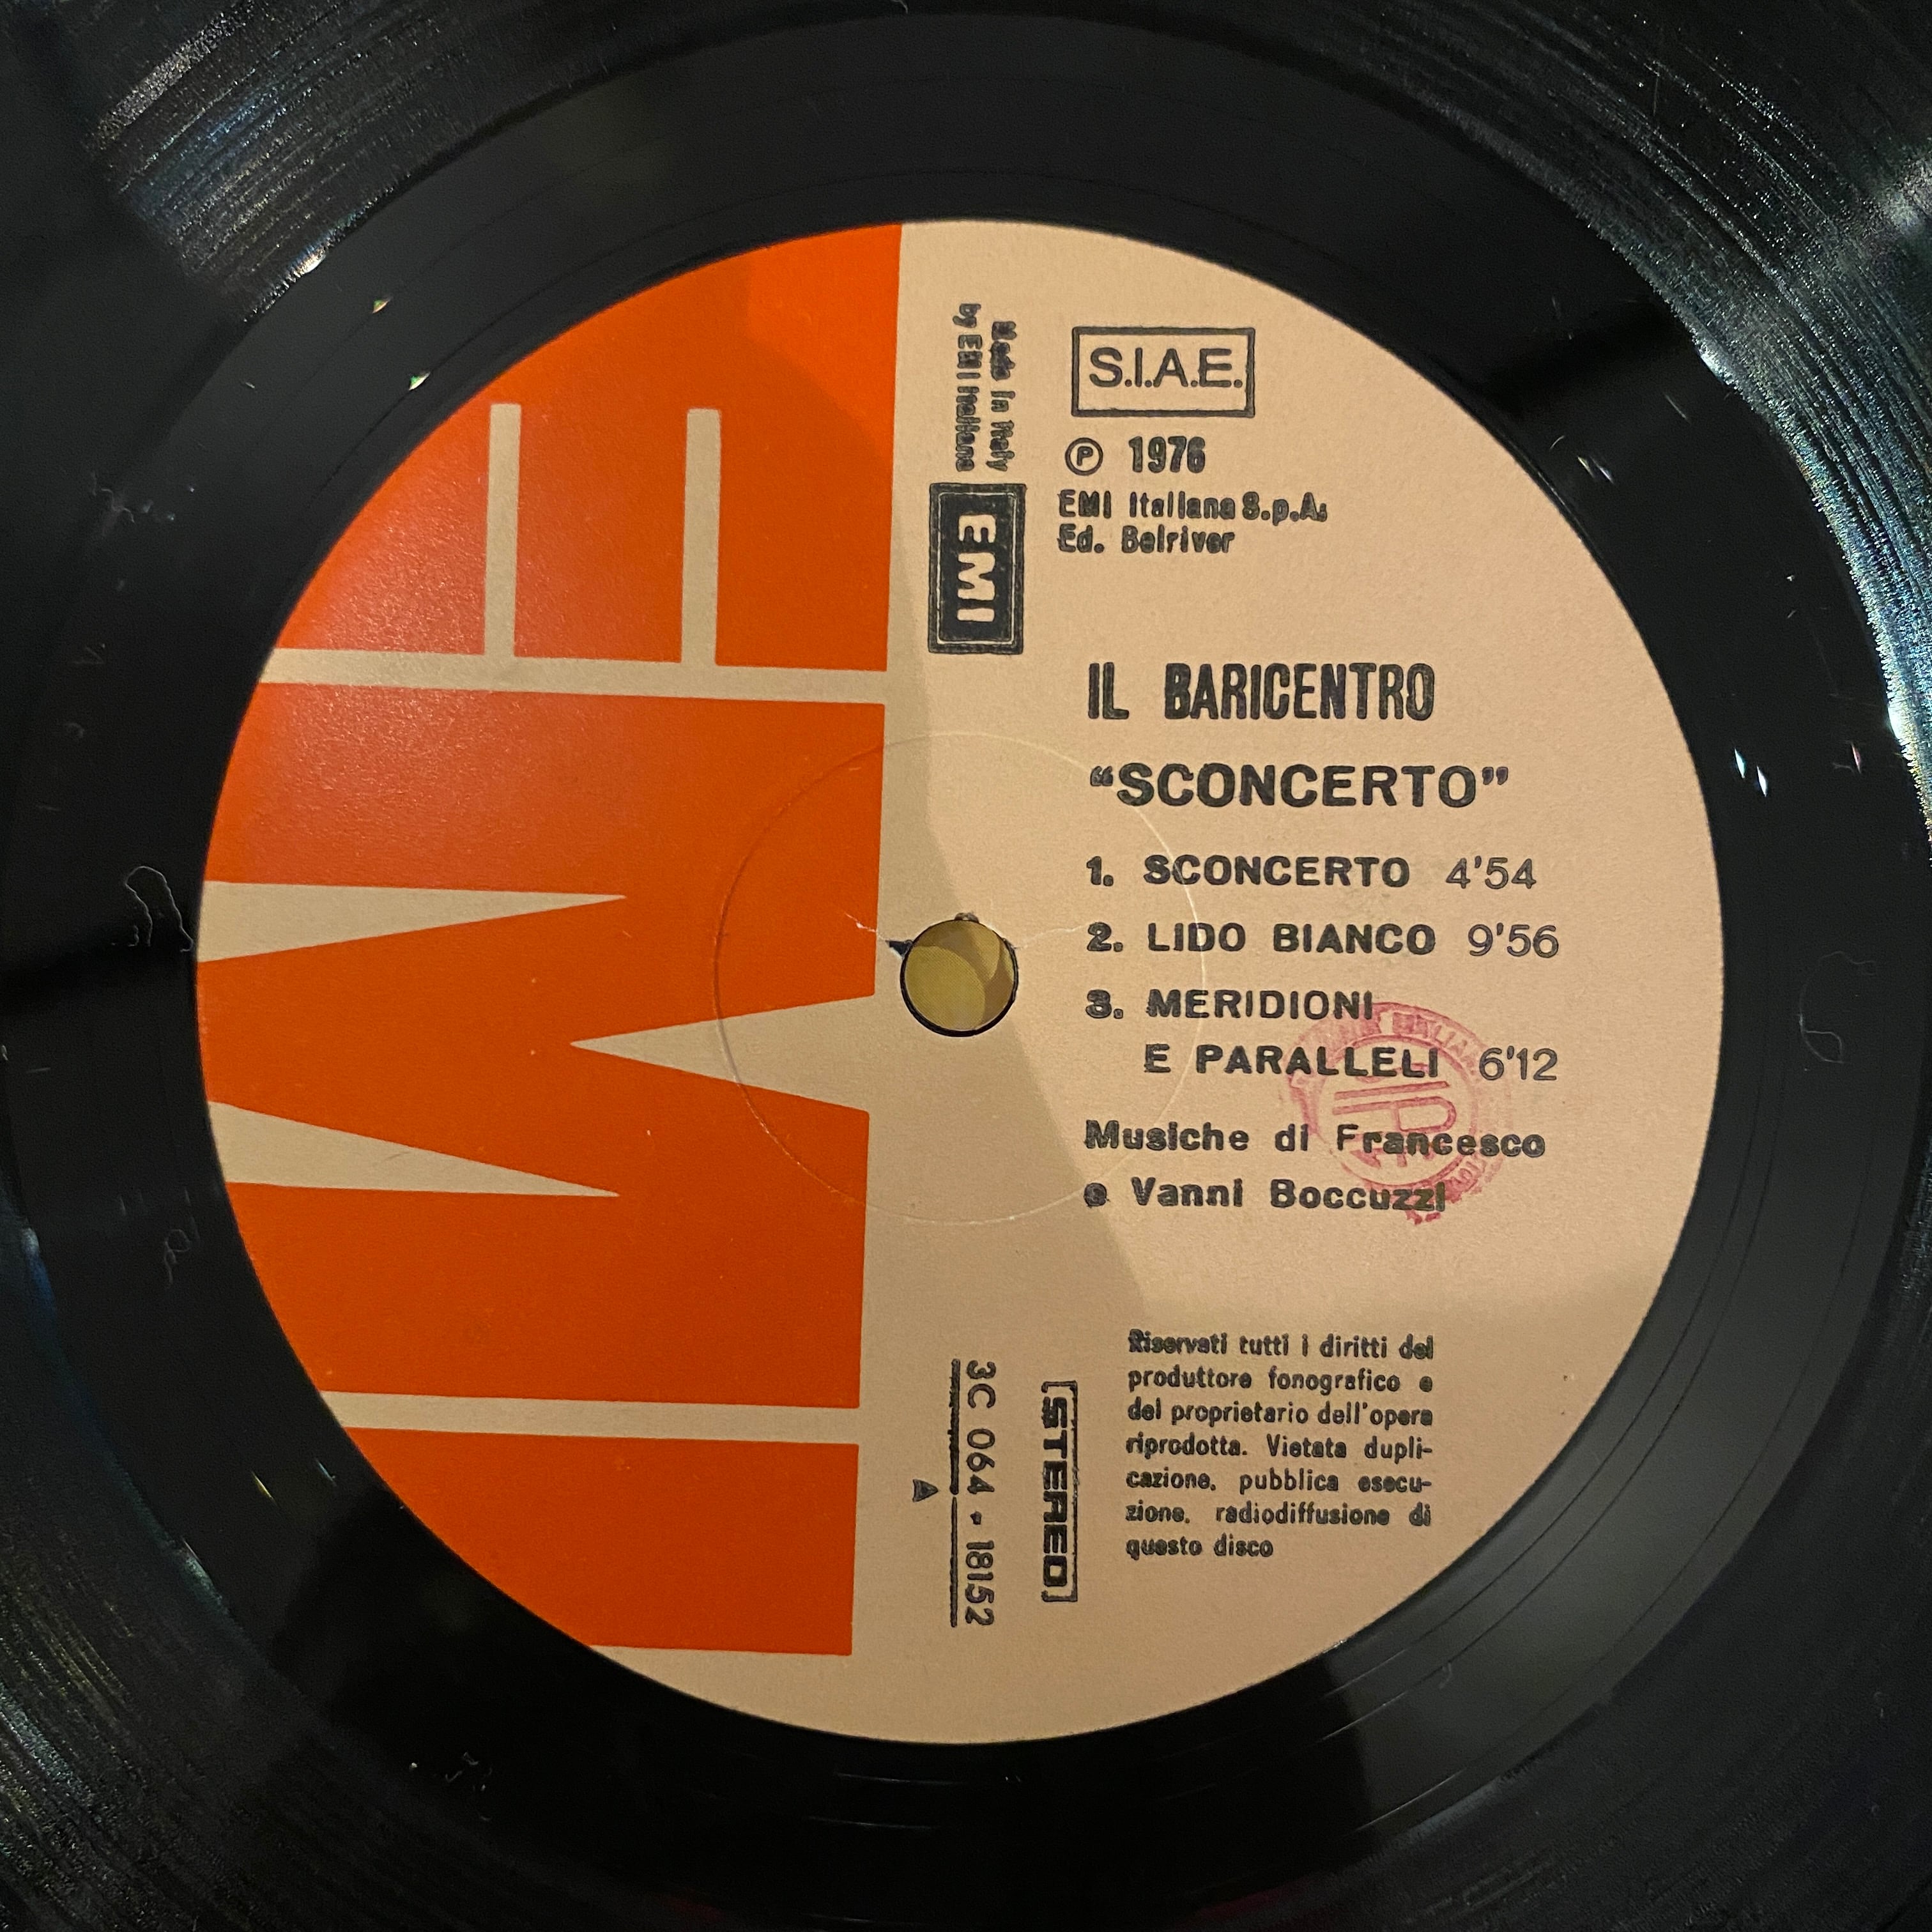 S.I.A.E.
Ⓟ 1976
EMI Italiana S.p.A.
Ed. Belriver
Made in Italy
by EMI Italiana
EMI
IL BARICENTRO
“SCONCERTO”
1. SCONCERTO 4'54
2. LIDO BIANCO 9'56
3. MERIDIONI
E PARALLELI 6'12
Musiche di Francesco
e Vanni Boccuzzi
Riservati tutti i diritti del
produttore fonografico e
del proprietario dell'opera
riprodotta. Vietata dupli-
cazione, pubblica esecu-
zione, radiodiffusione di
questo disco
[STEREO]
3C 064 - 18152
A
EMI